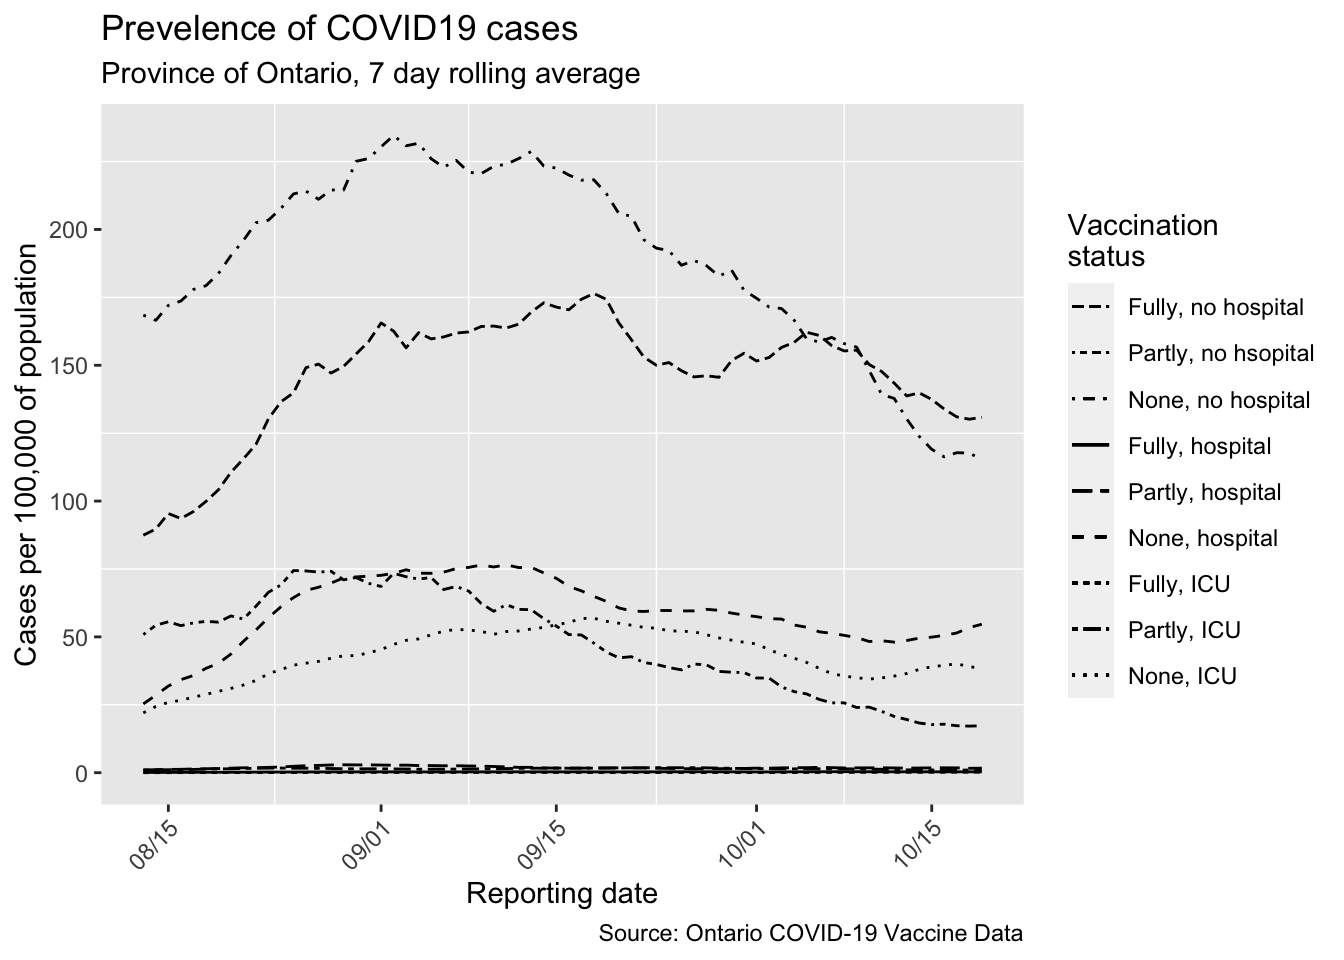 Prevelence of COVID19 cases
Province of Ontario, 7 day rolling average
Cases per 100,000 of population
200
150
100
50
0
08/15
09/01
09/15
10/01
10/15
Reporting date
Source: Ontario COVID-19 Vaccine Data
Vaccination
status
Fully, no hospital
Partly, no hsopital
None, no hospital
Fully, hospital
Partly, hospital
None, hospital
Fully, ICU
Partly, ICU
None, ICU